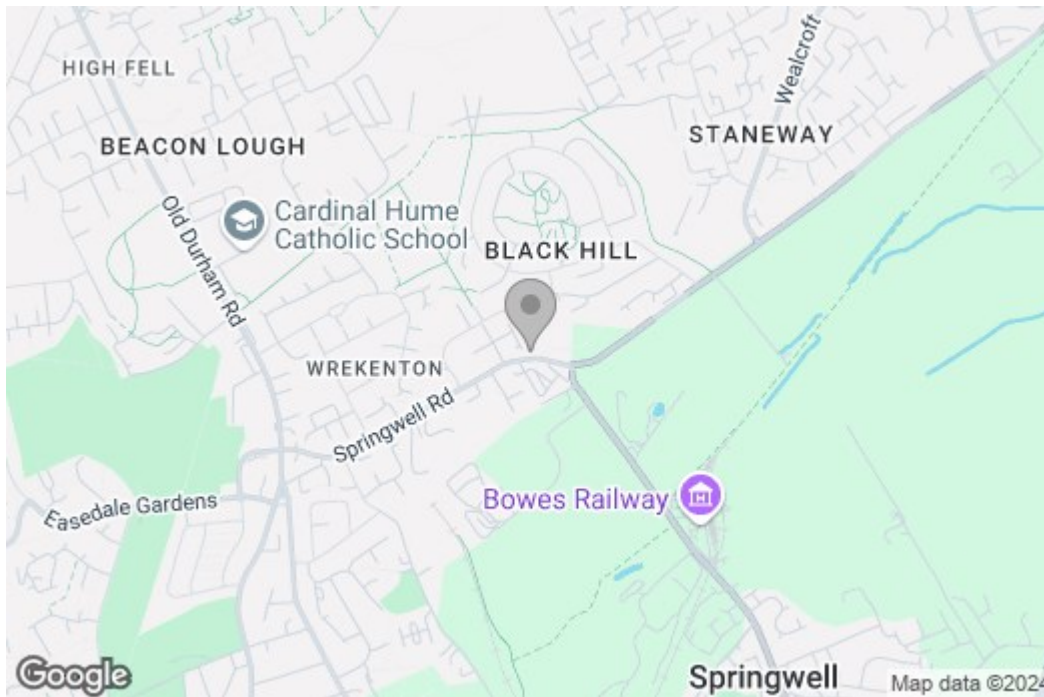 HIGH FELL
BEACON LOUGH
Old Durham Rd
Cardinal Hume
Catholic School
Wealcroft
STANEWAY
BLACK HILL
WREKENTON
Springwell Rd
Easedale Gardens
Bowes Railway
Springwell
Google
Map data ©2024